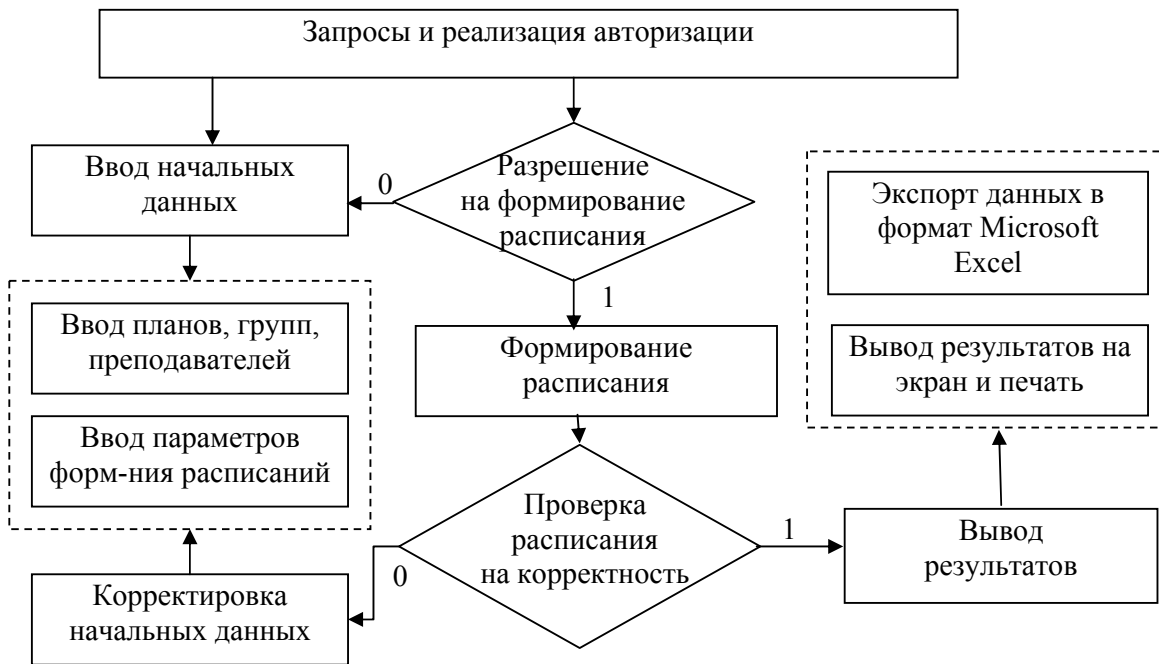 Запросы и реализация авторизации
Ввод начальных
данных
0
Разрешение
на формирование
расписания
1
Экспорт данных в
формат Microsoft
Excel
Вывод результатов на
экран и печать
Ввод планов, групп,
преподавателей
Ввод параметров
форм-ния расписаний
Формирование
расписания
Проверка
расписания
на корректность
0
1
Корректировка
начальных данных
Вывод
результатов